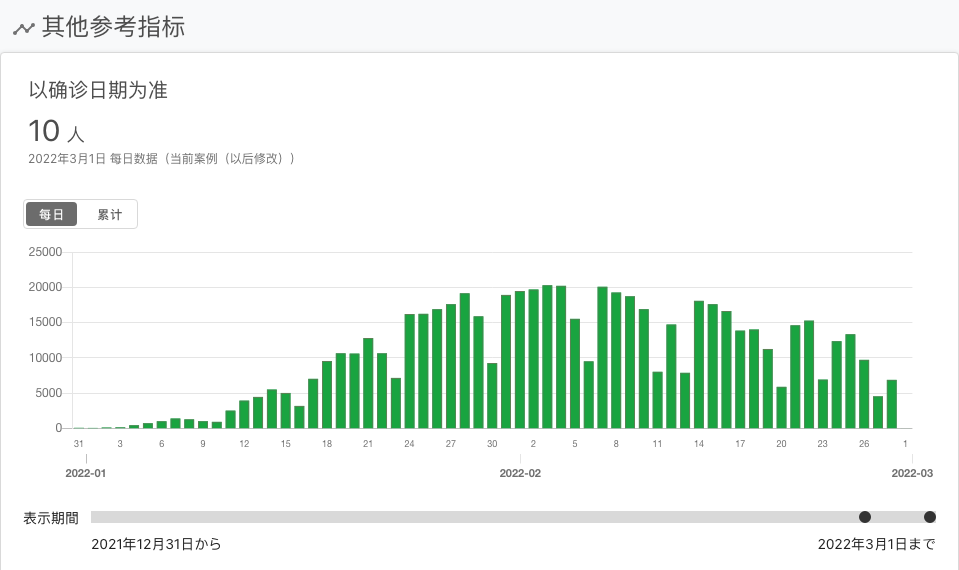 其他参考指标
以确诊日期为准
10 人
2022年3月1日 每日数据（当前案例（以后修改））
每日 累计
25000
20000
15000
10000
5000
0
31 3 6 9 12 15 18 21 24 27 30 2 5 8 11 14 17 20 23 26 1
2022-01 2022-02 2022-03
表示期間
2021年12月31日から 2022年3月1日まで